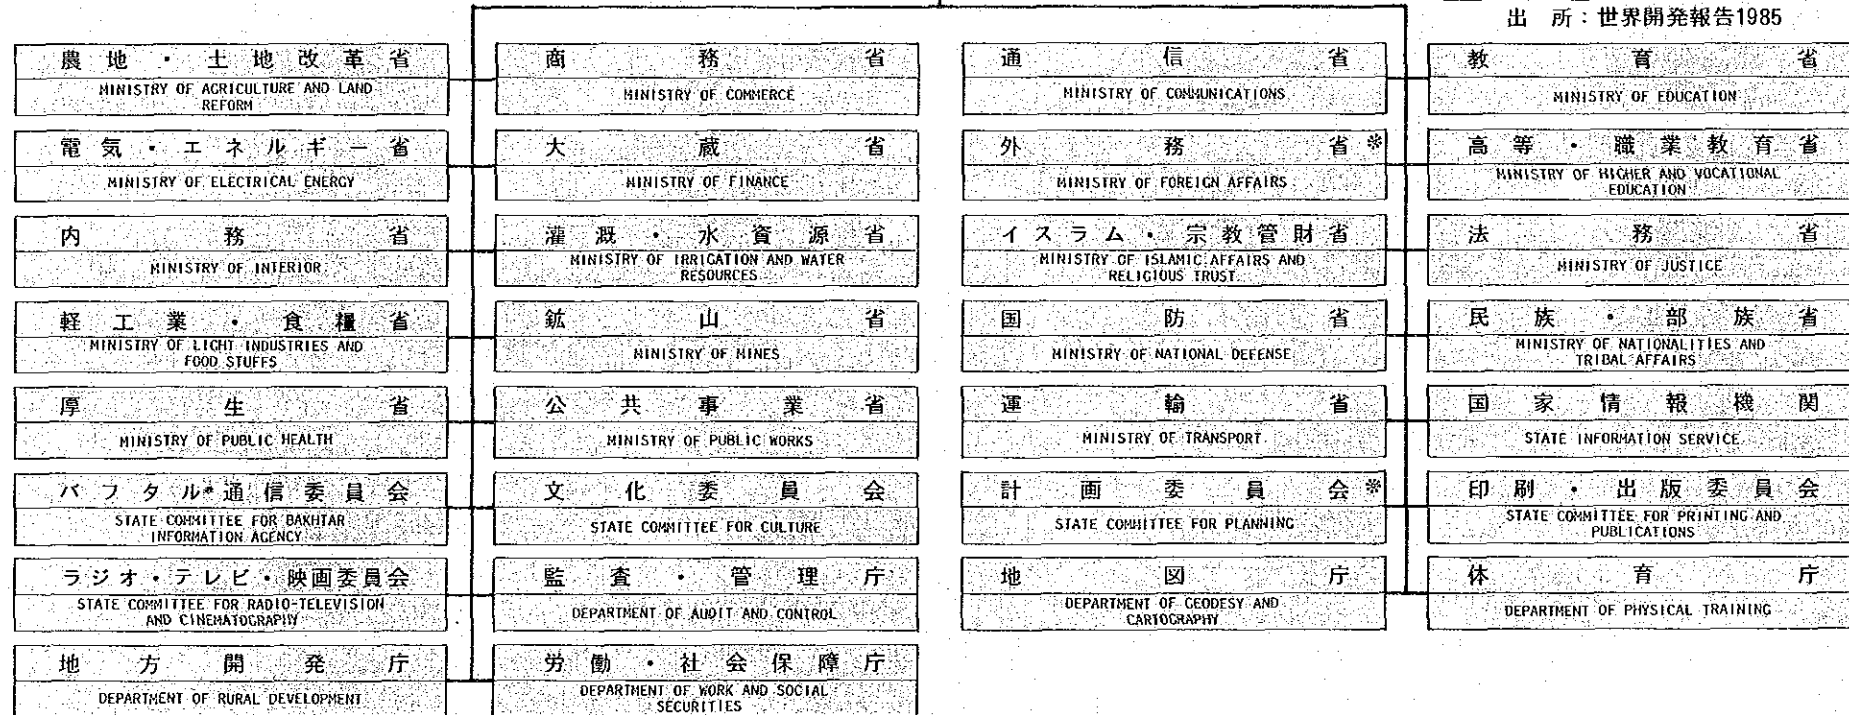 出 所：世界開発報告1985
農地・土地改革省
MINISTRY OF AGRICULTURE AND LAND
REFORM
商務省
MINISTRY OF COMMERCE
通信省
MINISTRY OF COMMUNICATIONS
教育省
MINISTRY OF EDUCATION
電気・エネルギー省
MINISTRY OF ELECTRICAL ENERGY
大蔵省
MINISTRY OF FINANCE
外務省※
MINISTRY OF FOREIGN AFFAIRS
高等・職業教育省
MINISTRY OF HIGHER AND VOCATIONAL
EDUCATION
内務省
MINISTRY OF INTERIOR
灌漑・水資源省
MINISTRY OF IRRIGATION AND WATER
RESOURCES
イスラム・宗教管財省
MINISTRY OF ISLAMIC AFFAIRS AND
RELIGIOUS TRUST
法務省
MINISTRY OF JUSTICE
軽工業・食糧省
MINISTRY OF LIGHT INDUSTRIES AND
FOOD STUFFS
鉱山省
MINISTRY OF MINES
国防省
MINISTRY OF NATIONAL DEFENSE
民族・部族省
MINISTRY OF NATIONALITIES AND
TRIBAL AFFAIRS
厚生省
MINISTRY OF PUBLIC HEALTH
公共事業省
MINISTRY OF PUBLIC WORKS
運輸省
MINISTRY OF TRANSPORT
国家情報機関
STATE INFORMATION SERVICE
バフタル・通信委員会
STATE COMMITTEE FOR BAKHTAR
INFORMATION AGENCY
文化委員会
STATE COMMITTEE FOR CULTURE
計画委員会※
STATE COMMITTEE FOR PLANNING
印刷・出版委員会
STATE COMMITTEE FOR PRINTING AND
PUBLICATIONS
ラジオ・テレビ・映画委員会
STATE COMMITTEE FOR RADIO-TELEVISION
AND CINEMATOGRAPHY
監査・管理庁
DEPARTMENT OF AUDIT AND CONTROL
地図庁
DEPARTMENT OF GEODESY AND
CARTOGRAPHY
体育庁
DEPARTMENT OF PHYSICAL TRAINING
地方開発庁
DEPARTMENT OF RURAL DEVELOPMENT
労働・社会保障庁
DEPARTMENT OF WORK AND SOCIAL
SECURITIES